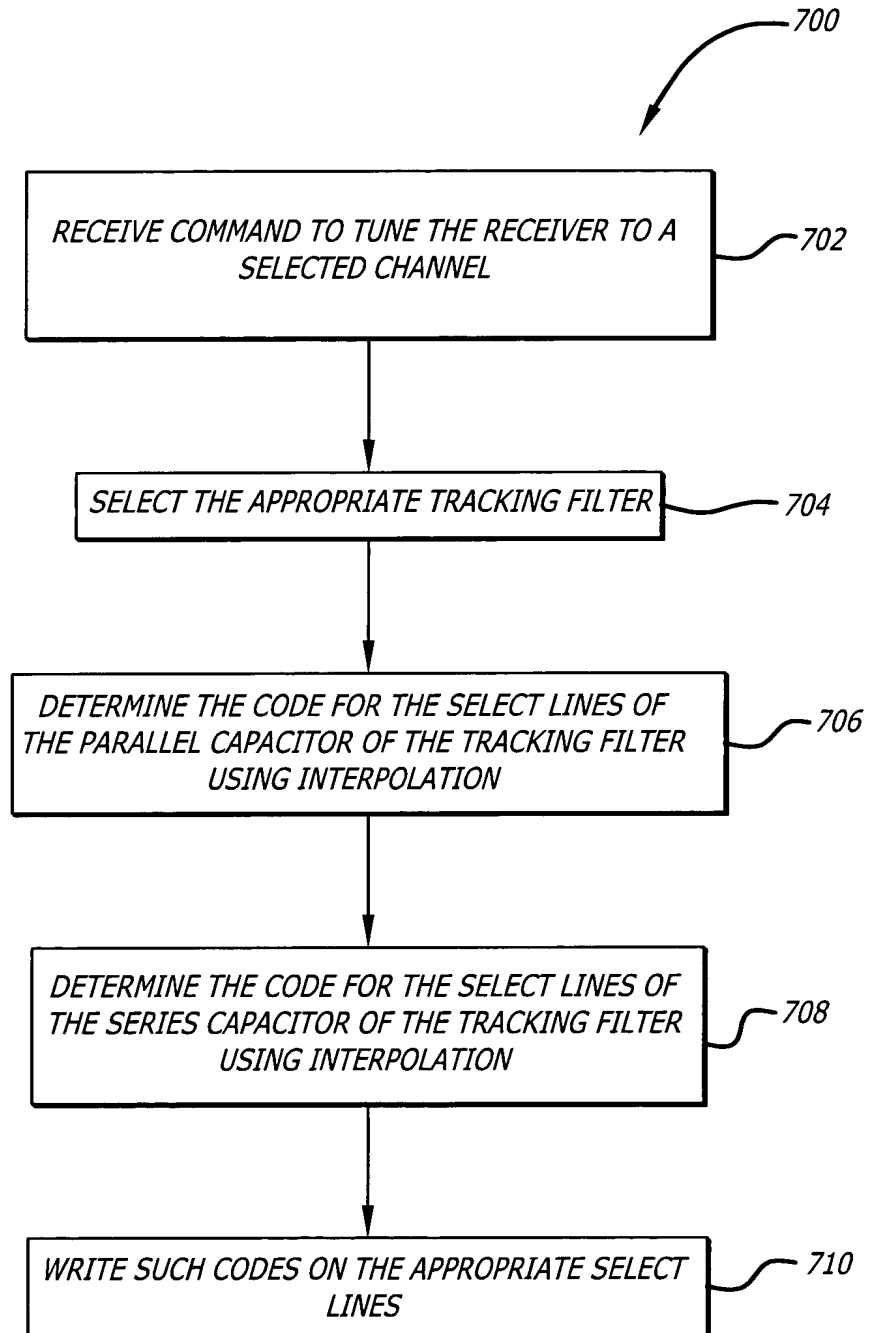 700
RECEIVE COMMAND TO TUNE THE RECEIVER TO A
SELECTED CHANNEL
702
SELECT THE APPROPRIATE TRACKING FILTER
704
DETERMINE THE CODE FOR THE SELECT LINES OF
THE PARALLEL CAPACITOR OF THE TRACKING FILTER
USING INTERPOLATION
706
DETERMINE THE CODE FOR THE SELECT LINES OF
THE SERIES CAPACITOR OF THE TRACKING FILTER
USING INTERPOLATION
708
WRITE SUCH CODES ON THE APPROPRIATE SELECT
LINES
710